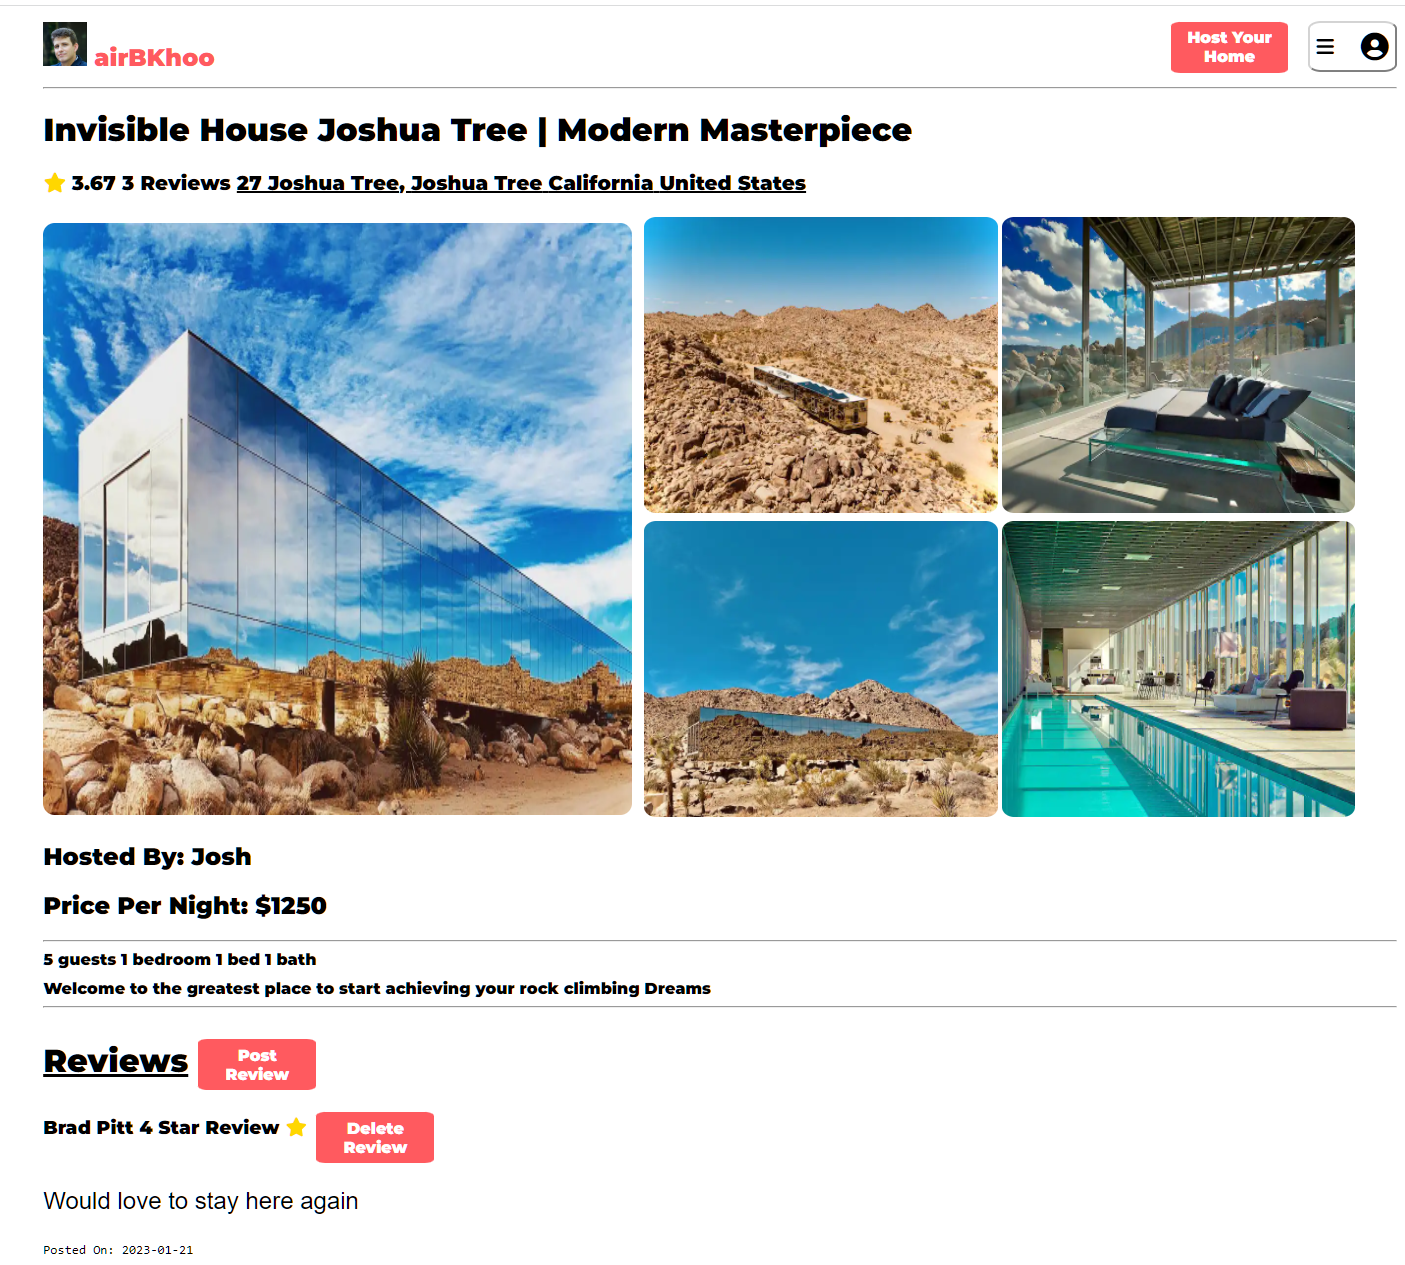 airBKhoo
Host Your
Home
Invisible House Joshua Tree | Modern Masterpiece
3.67 3 Reviews 27 Joshua Tree, Joshua Tree California United States
Hosted By: Josh
Price Per Night: $1250
5 guests 1 bedroom 1 bed 1 bath
Welcome to the greatest place to start achieving your rock climbing Dreams
Reviews
Post
Review
Brad Pitt 4 Star Review
Delete
Review
Would love to stay here again
Posted On: 2023-01-21